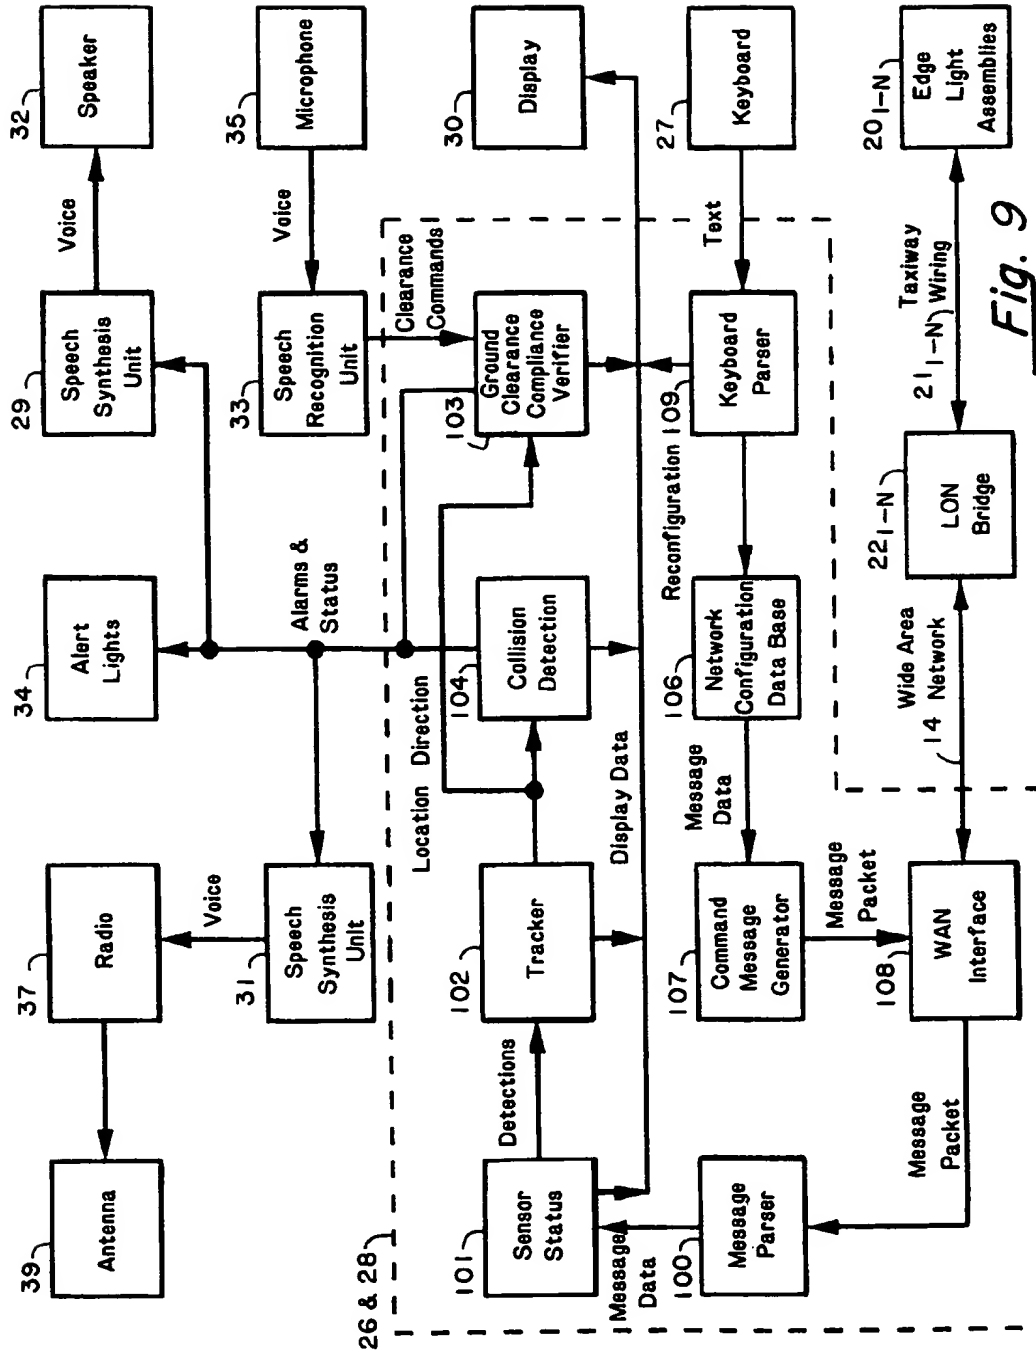 39
Antenna
37
Radio
34
Alert
Lights
29
Speech
Synthesis
Unit
Voice
32
Speaker
Voice
31
Speech
Synthesis
Unit
Alarms &
Status
33
Speech
Recognition
Unit
Voice
35
Microphone
26 & 28
Location Direction
Clearance
Commands
101
Sensor
Status
Detections
102
Tracker
104
Collision
Detection
103
Ground
Clearance
Compliance
Verifier
30
Display
Display Data
Message
Data
100
Message
Parser
107
Command
Message
Generator
Message
Data
106
Network
Configuration
Data Base
Reconfiguration
109
Keyboard
Parser
Text
27
Keyboard
Message
Packet
Message
Packet
108
WAN
Interface
Wide Area
14 Network
22 1-N
LON
Bridge
21 1-N
Taxiway
Wiring
20 1-N
Edge
Light
Assemblies
Fig. 9